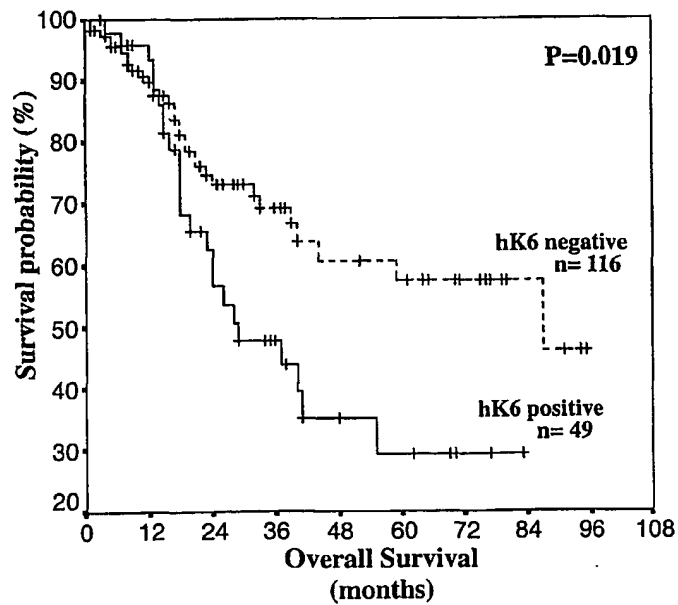 P=0.019
Survival probability (%)
100
90
80
70
60
50
40
30
20
hK6 negative
n= 116
hK6 positive
n= 49
0 12 24 36 48 60 72 84 96 108
Overall Survival
(months)